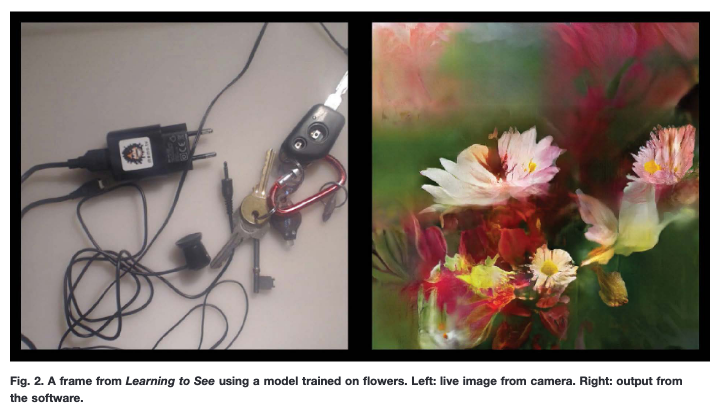 Fig. 2. A frame from Learning to See using a model trained on flowers. Left: live image from camera. Right: output from
the software.